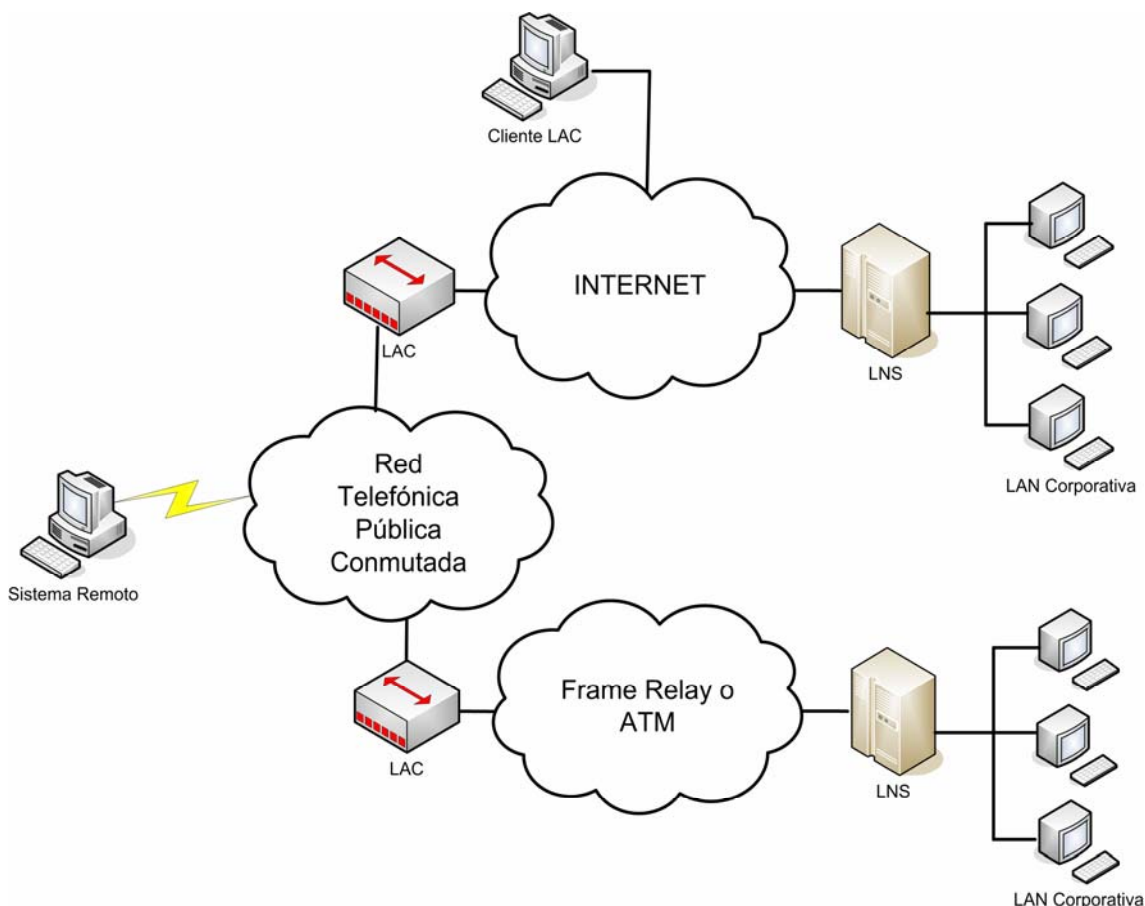 Cliente LAC
INTERNET
LAC
LNS
LAN Corporativa
Red
Telefónica
Pública
Conmutada
Sistema Remoto
Frame Relay o
ATM
LAC
LNS
LAN Corporativa